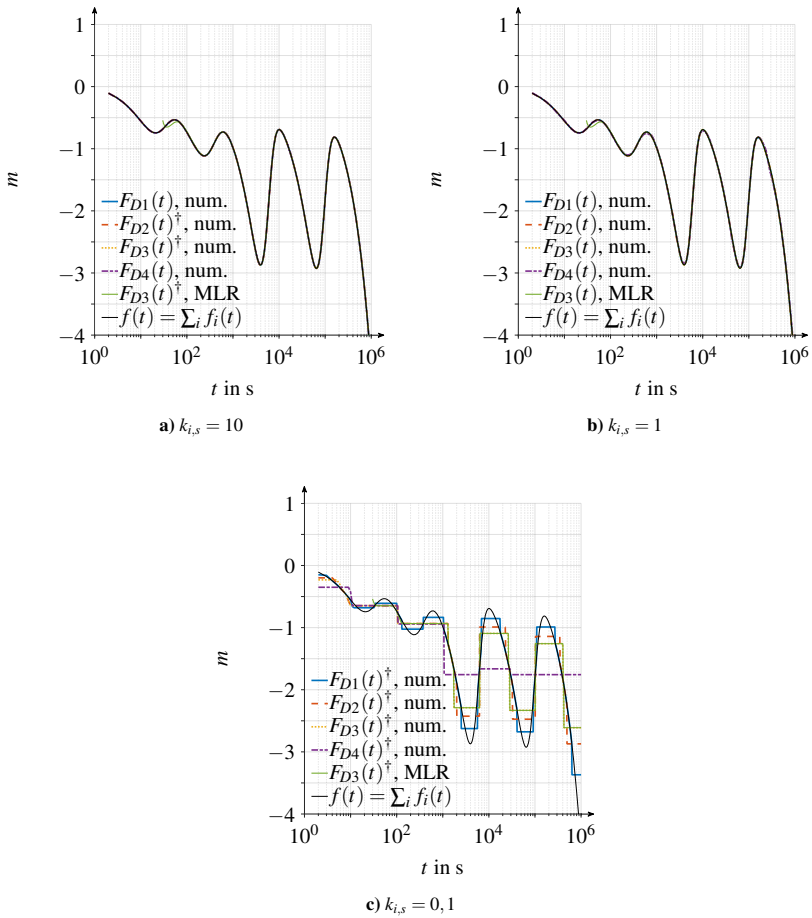 1
0
−1
−2
−3
−4
m
F_{D1}(t), num.
F_{D2}(t)^†, num.
F_{D3}(t)^†, num.
F_{D4}(t), num.
F_{D3}(t)^†, MLR
f(t) = ∑_i f_i(t)
10^0 10^2 10^4 10^6
t in s
a) k_{i,s} = 10
1
0
−1
−2
−3
−4
m
F_{D1}(t), num.
F_{D2}(t), num.
F_{D3}(t), num.
F_{D4}(t), num.
F_{D3}(t), MLR
f(t) = ∑_i f_i(t)
10^0 10^2 10^4 10^6
t in s
b) k_{i,s} = 1
1
0
−1
−2
−3
−4
m
F_{D1}(t)^†, num.
F_{D2}(t)^†, num.
F_{D3}(t)^†, num.
F_{D4}(t)^†, num.
F_{D3}(t)^†, MLR
f(t) = ∑_i f_i(t)
10^0 10^2 10^4 10^6
t in s
c) k_{i,s} = 0,1